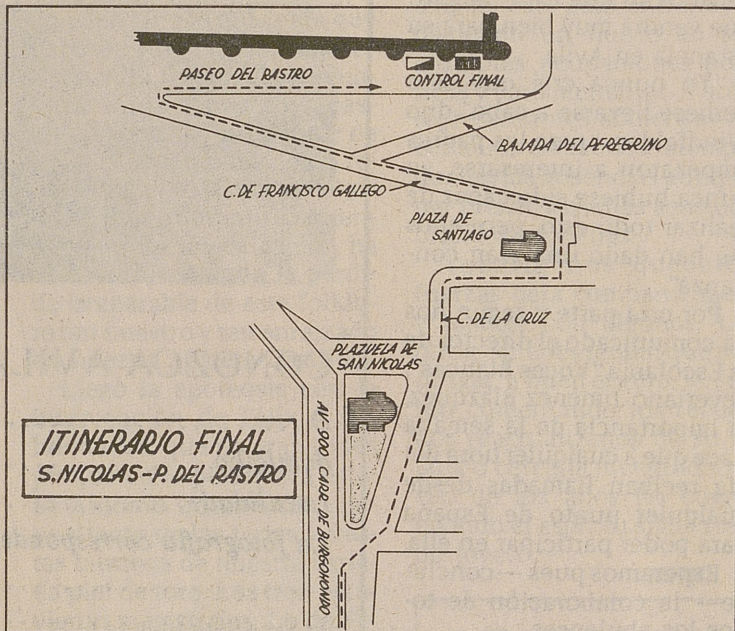 PASEO DEL RASTRO
CONTROL FINAL
BAJADA DEL PEREGRINO
C. DE FRANCISCO GALLEGO
PLAZA DE
SANTIAGO
C. DE LA CRUZ
PLAZUELA DE
SAN NICOLAS
AV-900 CARR. DE BURGOHONDO
ITINERARIO FINAL
S. NICOLAS-P. DEL RASTRO